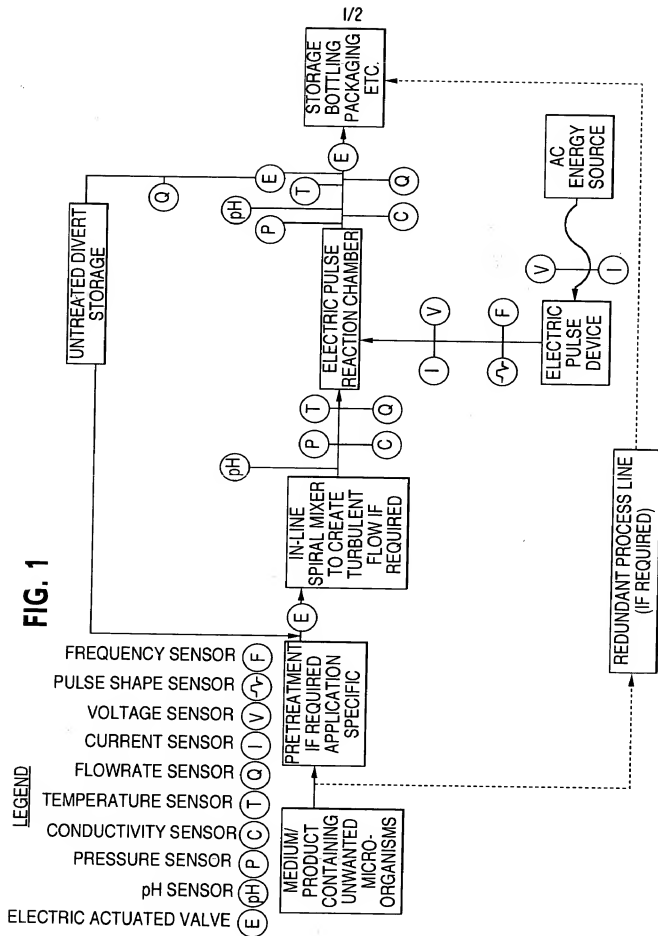 1/2
FIG. 1
LEGEND
FREQUENCY SENSOR F
PULSE SHAPE SENSOR
VOLTAGE SENSOR V
CURRENT SENSOR I
FLOWRATE SENSOR Q
TEMPERATURE SENSOR T
CONDUCTIVITY SENSOR C
PRESSURE SENSOR P
pH SENSOR pH
ELECTRIC ACTUATED VALVE E
MEDIUM/
PRODUCT
CONTAINING
UNWANTED
MICRO-
ORGANISMS
PRETREATMENT
IF REQUIRED
APPLICATION
SPECIFIC
E
IN-LINE
SPIRAL MIXER
TO CREATE
TURBULENT
FLOW IF
REQUIRED
pH
P
T
C
Q
ELECTRIC PULSE
REACTION CHAMBER
P
pH
T
E
C
Q
E
Q
UNTREATED DIVERT
STORAGE
STORAGE
BOTTLING
PACKAGING
ETC.
I
V
F
ELECTRIC
PULSE
DEVICE
V
I
AC
ENERGY
SOURCE
REDUNDANT PROCESS LINE
(IF REQUIRED)